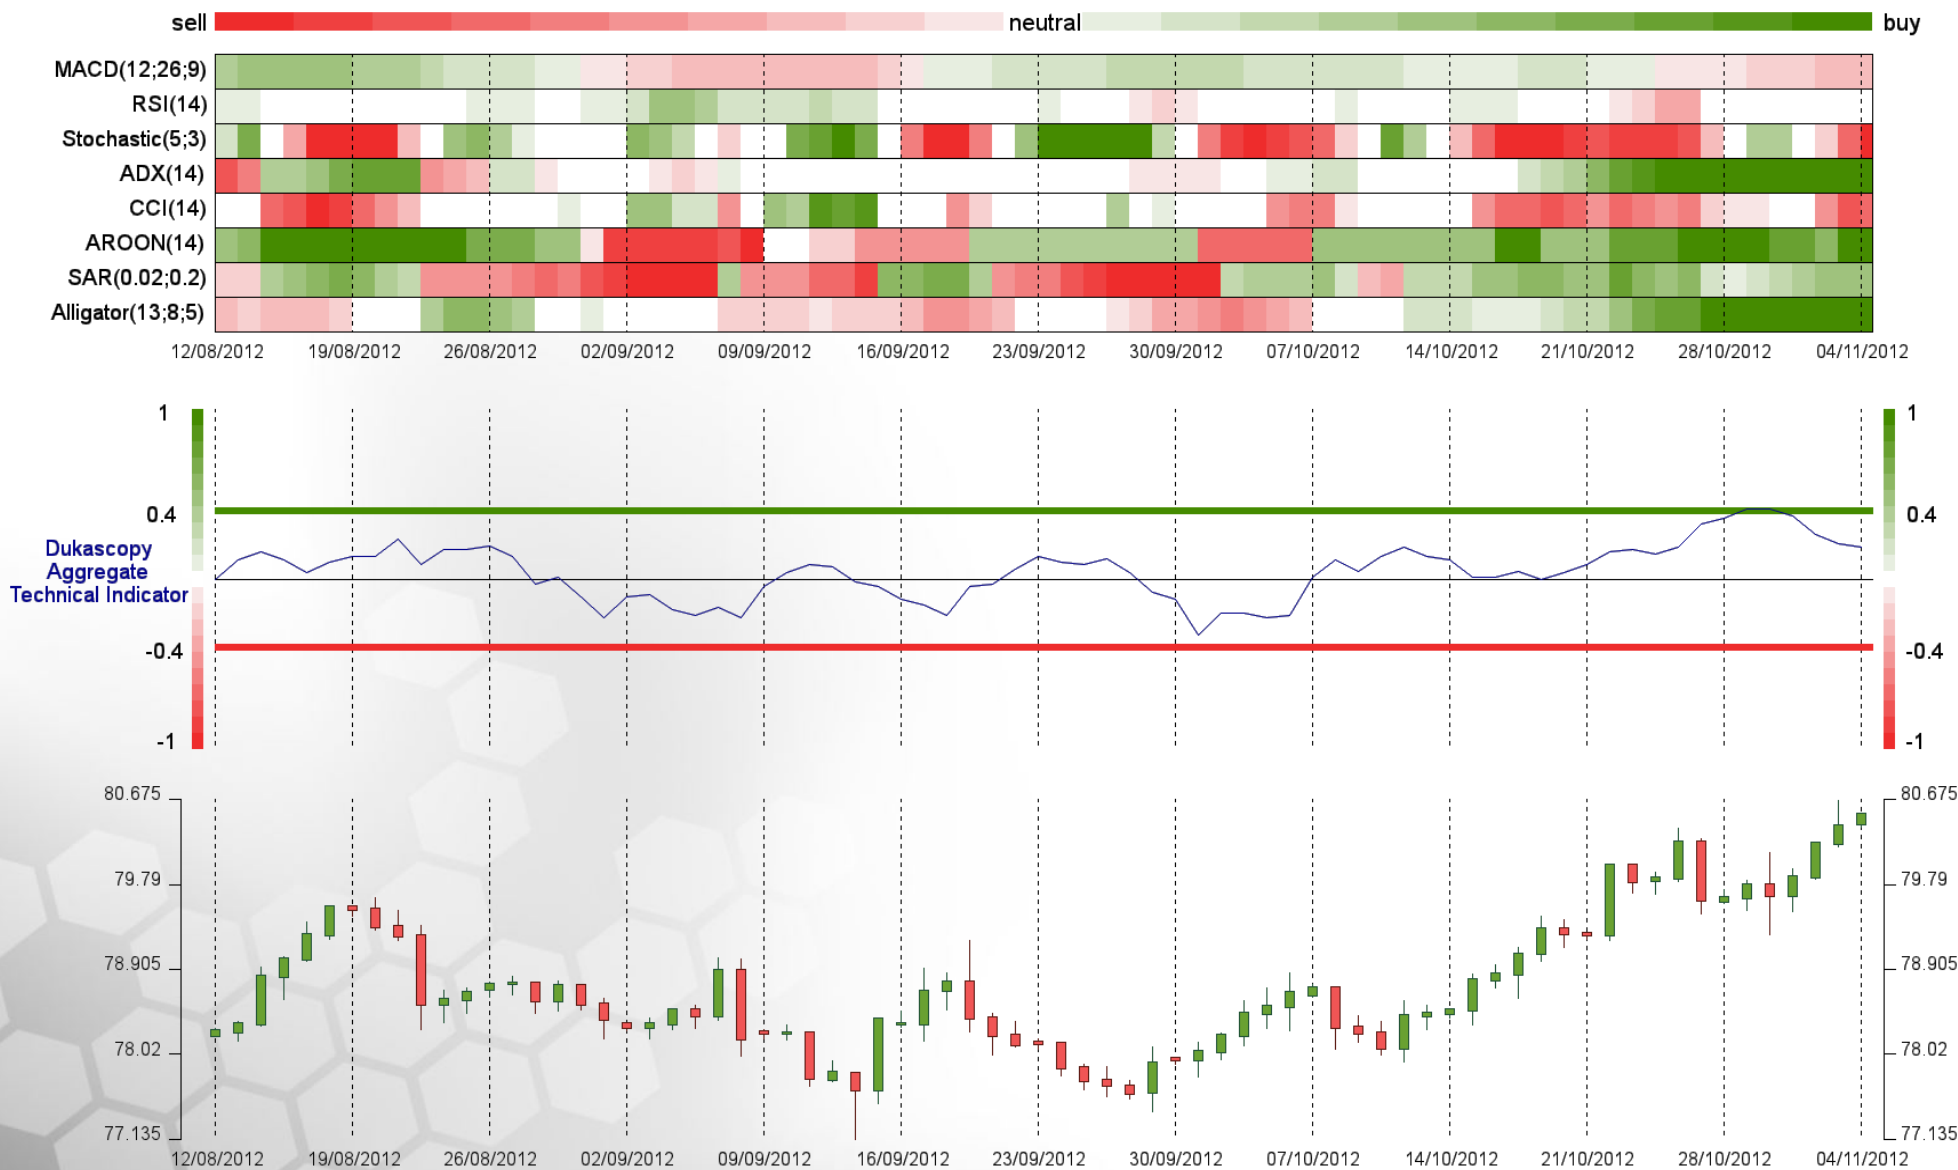 sell neutral buy
MACD(12;26;9)
RSI(14)
Stochastic(5;3)
ADX(14)
CCI(14)
AROON(14)
SAR(0.02;0.2)
Alligator(13;8;5)
12/08/2012 19/08/2012 26/08/2012 02/09/2012 09/09/2012 16/09/2012 23/09/2012 30/09/2012 07/10/2012 14/10/2012 21/10/2012 28/10/2012 04/11/2012
1 1
0.4 0.4
Dukascopy
Aggregate
Technical Indicator
-0.4 -0.4
-1 -1
80.675 80.675
79.79 79.79
78.905 78.905
78.02 78.02
77.135 77.135
12/08/2012 19/08/2012 26/08/2012 02/09/2012 09/09/2012 16/09/2012 23/09/2012 30/09/2012 07/10/2012 14/10/2012 21/10/2012 28/10/2012 04/11/2012